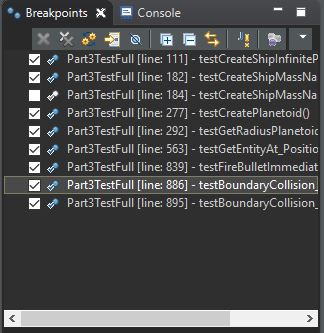 Breakpoints Console
Part3TestFull [line: 111] - testCreateShipInfiniteP
Part3TestFull [line: 182] - testCreateShipMassNa
Part3TestFull [line: 184] - testCreateShipMassNa
Part3TestFull [line: 277] - testCreatePlanetoid()
Part3TestFull [line: 292] - testGetRadiusPlanetoid
Part3TestFull [line: 563] - testGetEntityAt_Positio
Part3TestFull [line: 839] - testFireBulletImmediat
Part3TestFull [line: 886] - testBoundaryCollision_
Part3TestFull [line: 895] - testBoundaryCollision_